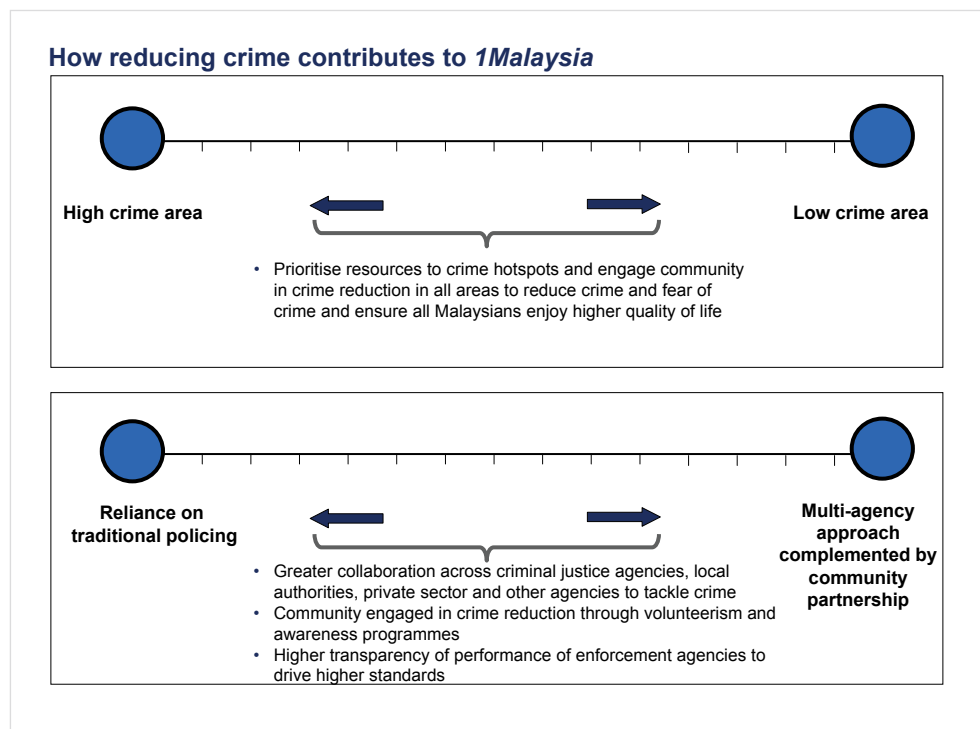 How reducing crime contributes to 1Malaysia
High crime area
Low crime area
• Prioritise resources to crime hotspots and engage community
in crime reduction in all areas to reduce crime and fear of
crime and ensure all Malaysians enjoy higher quality of life
Reliance on
traditional policing
Multi-agency
approach
complemented by
community
partnership
• Greater collaboration across criminal justice agencies, local
authorities, private sector and other agencies to tackle crime
• Community engaged in crime reduction through volunteerism and
awareness programmes
• Higher transparency of performance of enforcement agencies to
drive higher standards